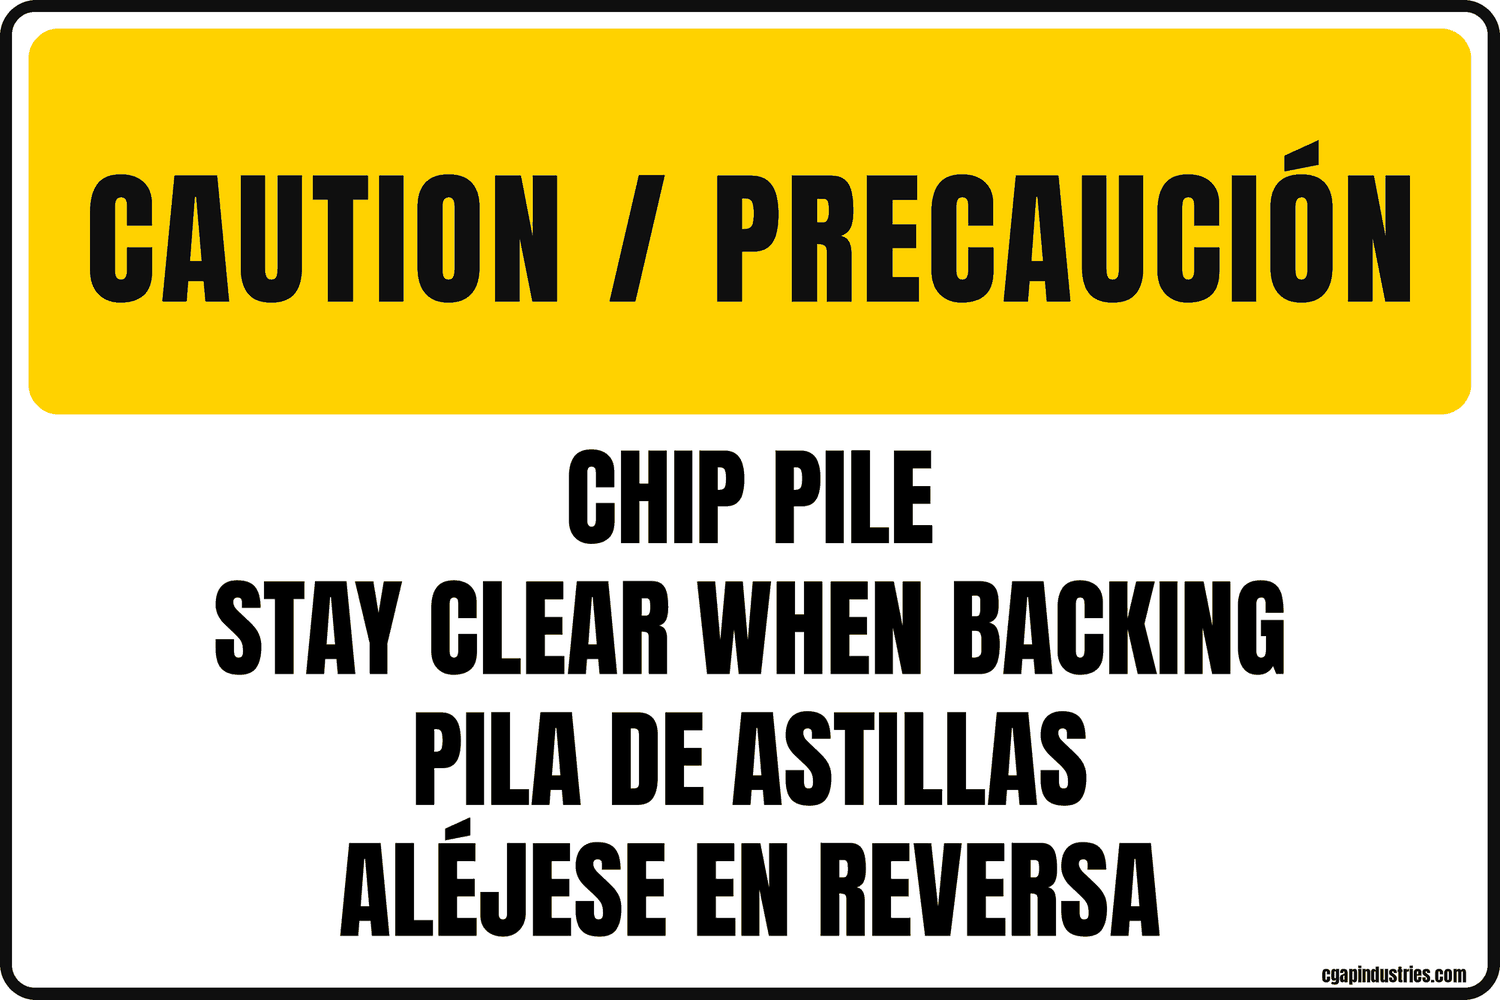 CAUTION / PRECAUCIÓN
CHIP PILE
STAY CLEAR WHEN BACKING
PILA DE ASTILLAS
ALÉJESE EN REVERSA
cgapindustries.com